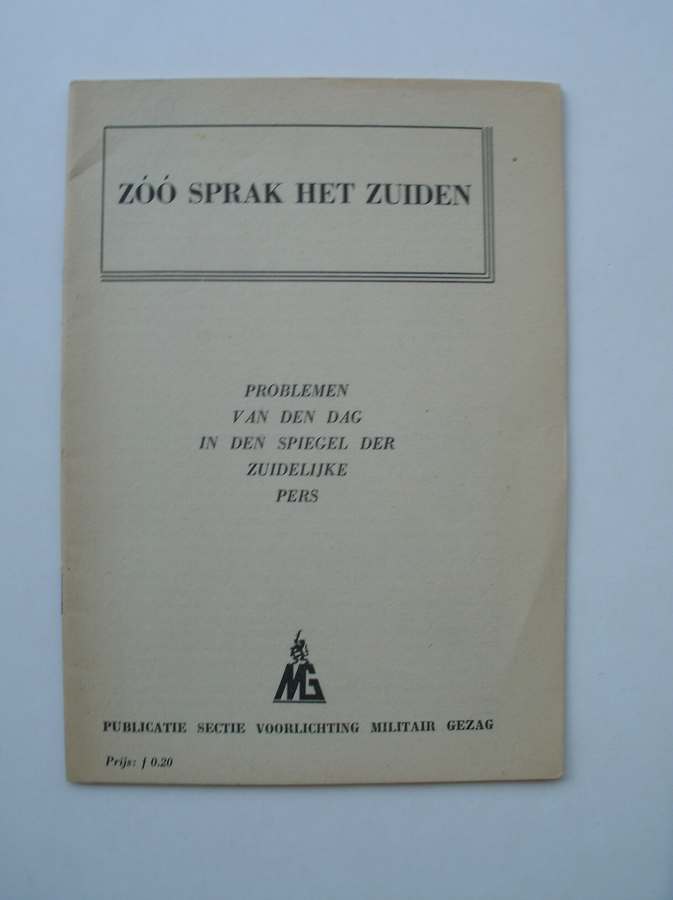 ZÓÓ SPRAK HET ZUIDEN
PROBLEMEN
VAN DEN DAG
IN DEN SPIEGEL DER
ZUIDELIJKE
PERS
MG
PUBLICATIE SECTIE VOORLICHTING MILITAIR GEZAG
Prijs: f 0.20